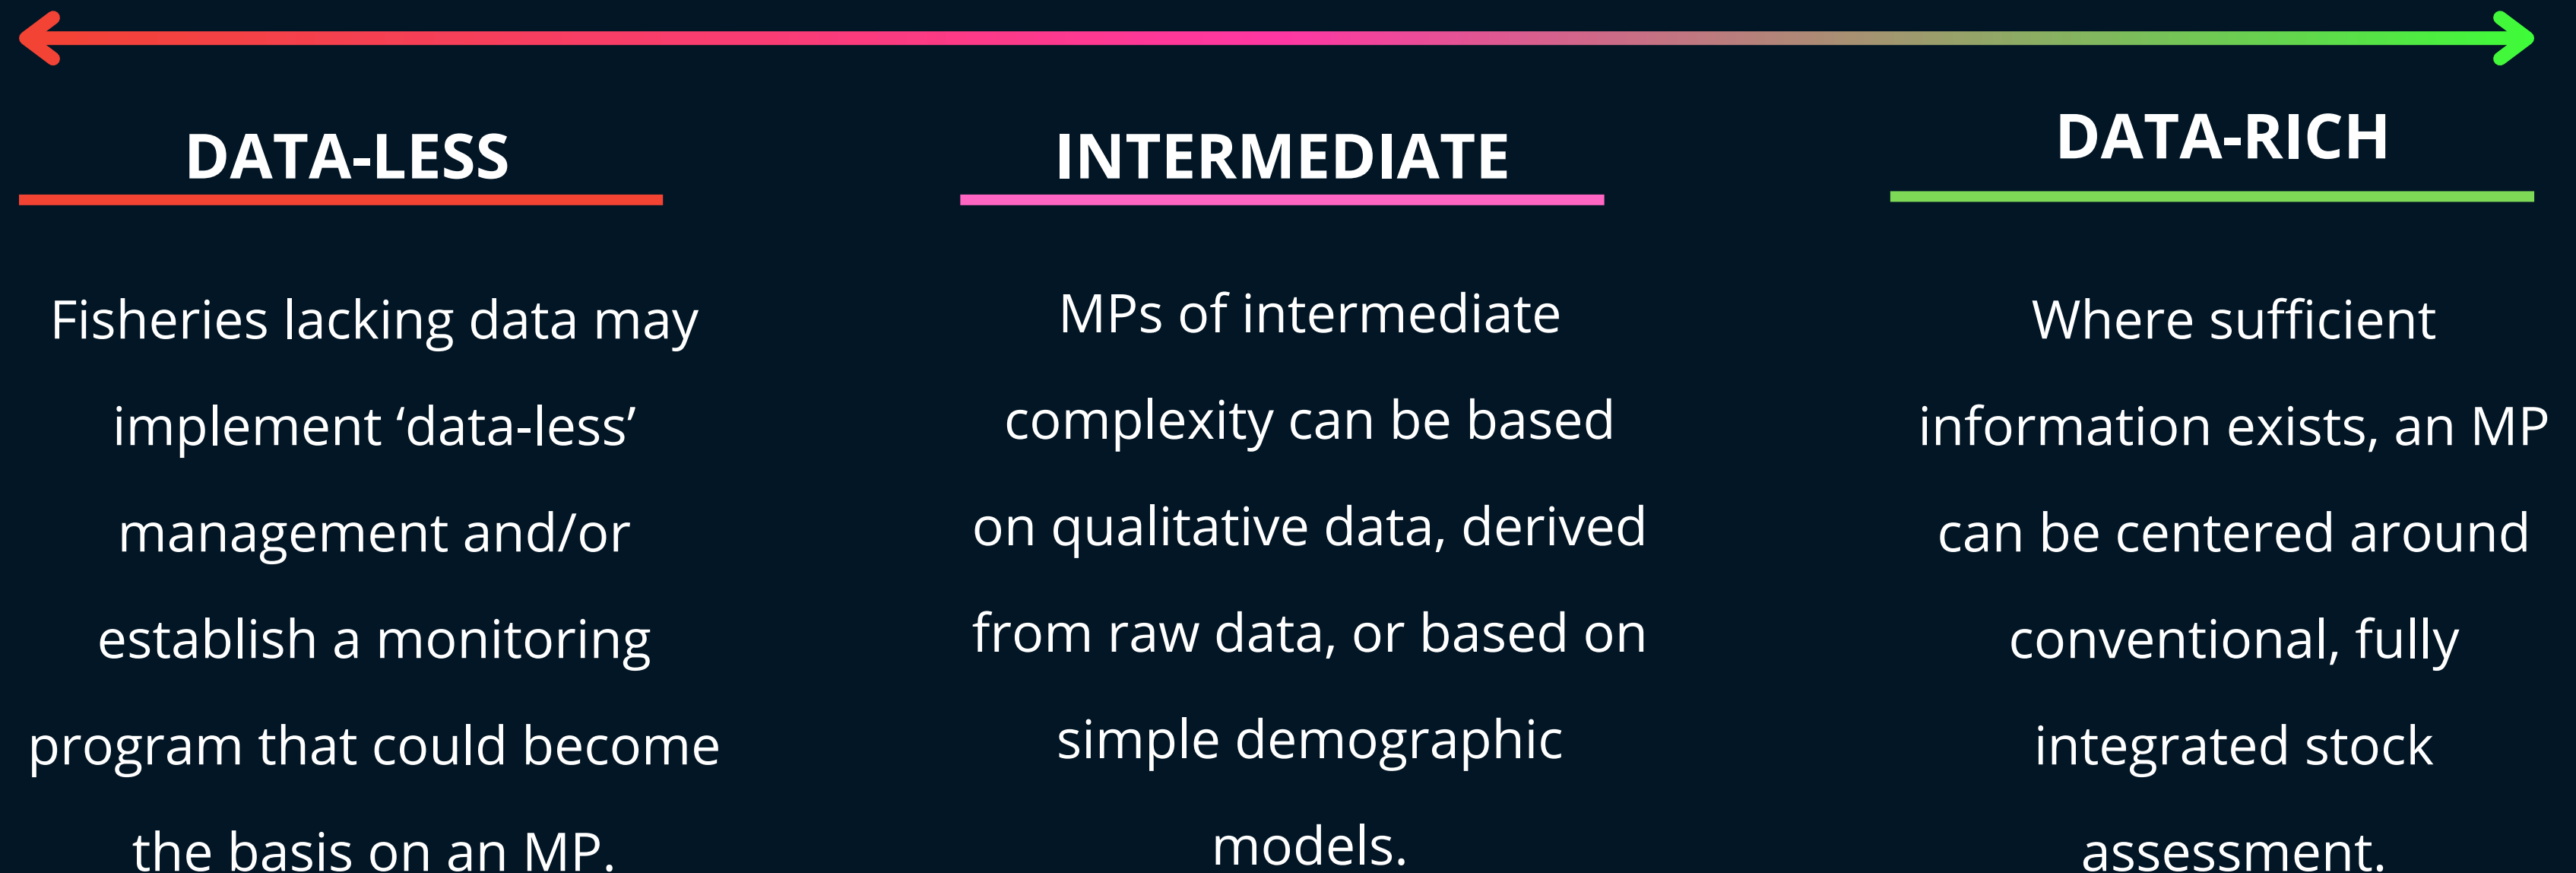 DATA-LESS
Fisheries lacking data may
implement ‘data-less’
management and/or
establish a monitoring
program that could become
the basis on an MP.
INTERMEDIATE
MPs of intermediate
complexity can be based
on qualitative data, derived
from raw data, or based on
simple demographic
models.
DATA-RICH
Where sufficient
information exists, an MP
can be centered around
conventional, fully
integrated stock
assessment.